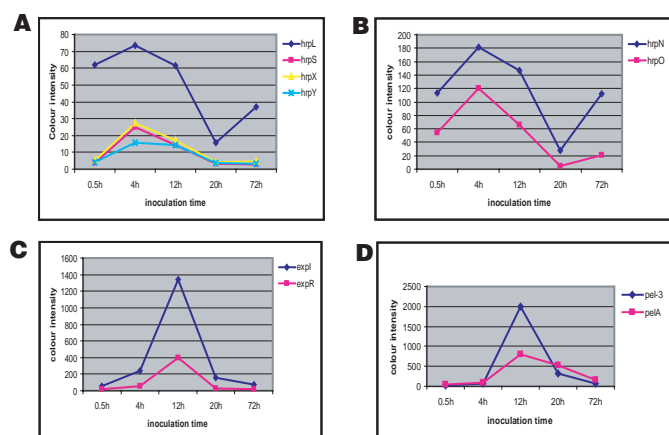 A
80
70
60
50
40
30
20
10
0
Colour intensity
0.5h 4h 12h 20h 72h
inoculation time
hrpL
hrpS
hrpX
hrpY
B
200
180
160
140
120
100
80
60
40
20
0
Colour intensity
0.5h 4h 12h 20h 72h
inoculation time
hrpN
hrpO
C
1600
1400
1200
1000
800
600
400
200
0
colour intensity
0.5h 4h 12h 20h 72h
inoculation time
expI
expR
D
2500
2000
1500
1000
500
0
colour intensity
0.5h 4h 12h 20h 72h
inoculation time
pel-3
pelA